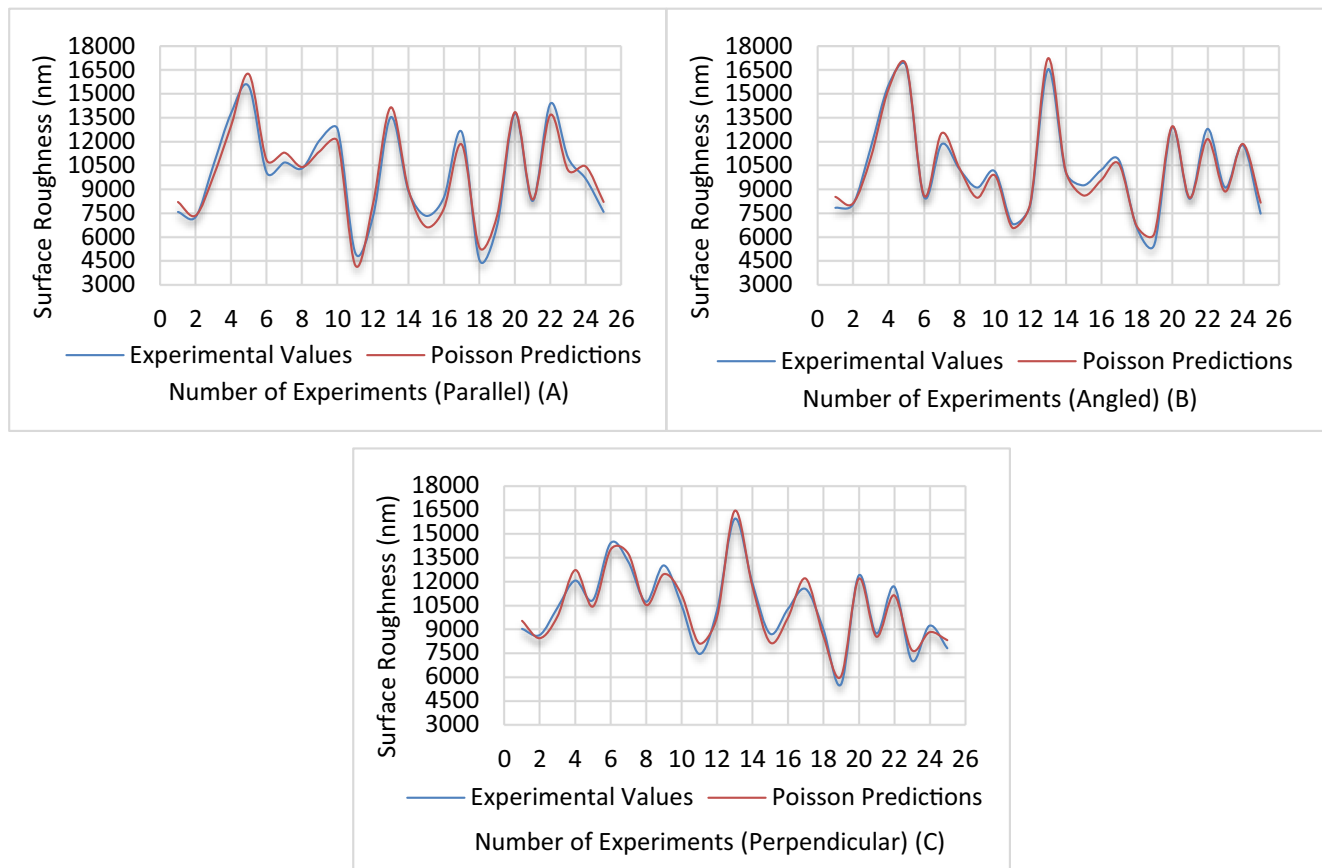 Surface Roughness (nm)
18000
16500
15000
13500
12000
10500
9000
7500
6000
4500
3000
0 2 4 6 8 10 12 14 16 18 20 22 24 26
Experimental Values Poisson Predictions
Number of Experiments (Parallel) (A)
Surface Roughness (nm)
18000
16500
15000
13500
12000
10500
9000
7500
6000
4500
3000
0 2 4 6 8 10 12 14 16 18 20 22 24 26
Experimental Values Poisson Predictions
Number of Experiments (Angled) (B)
Surface Roughness (nm)
18000
16500
15000
13500
12000
10500
9000
7500
6000
4500
3000
0 2 4 6 8 10 12 14 16 18 20 22 24 26
Experimental Values Poisson Predictions
Number of Experiments (Perpendicular) (C)